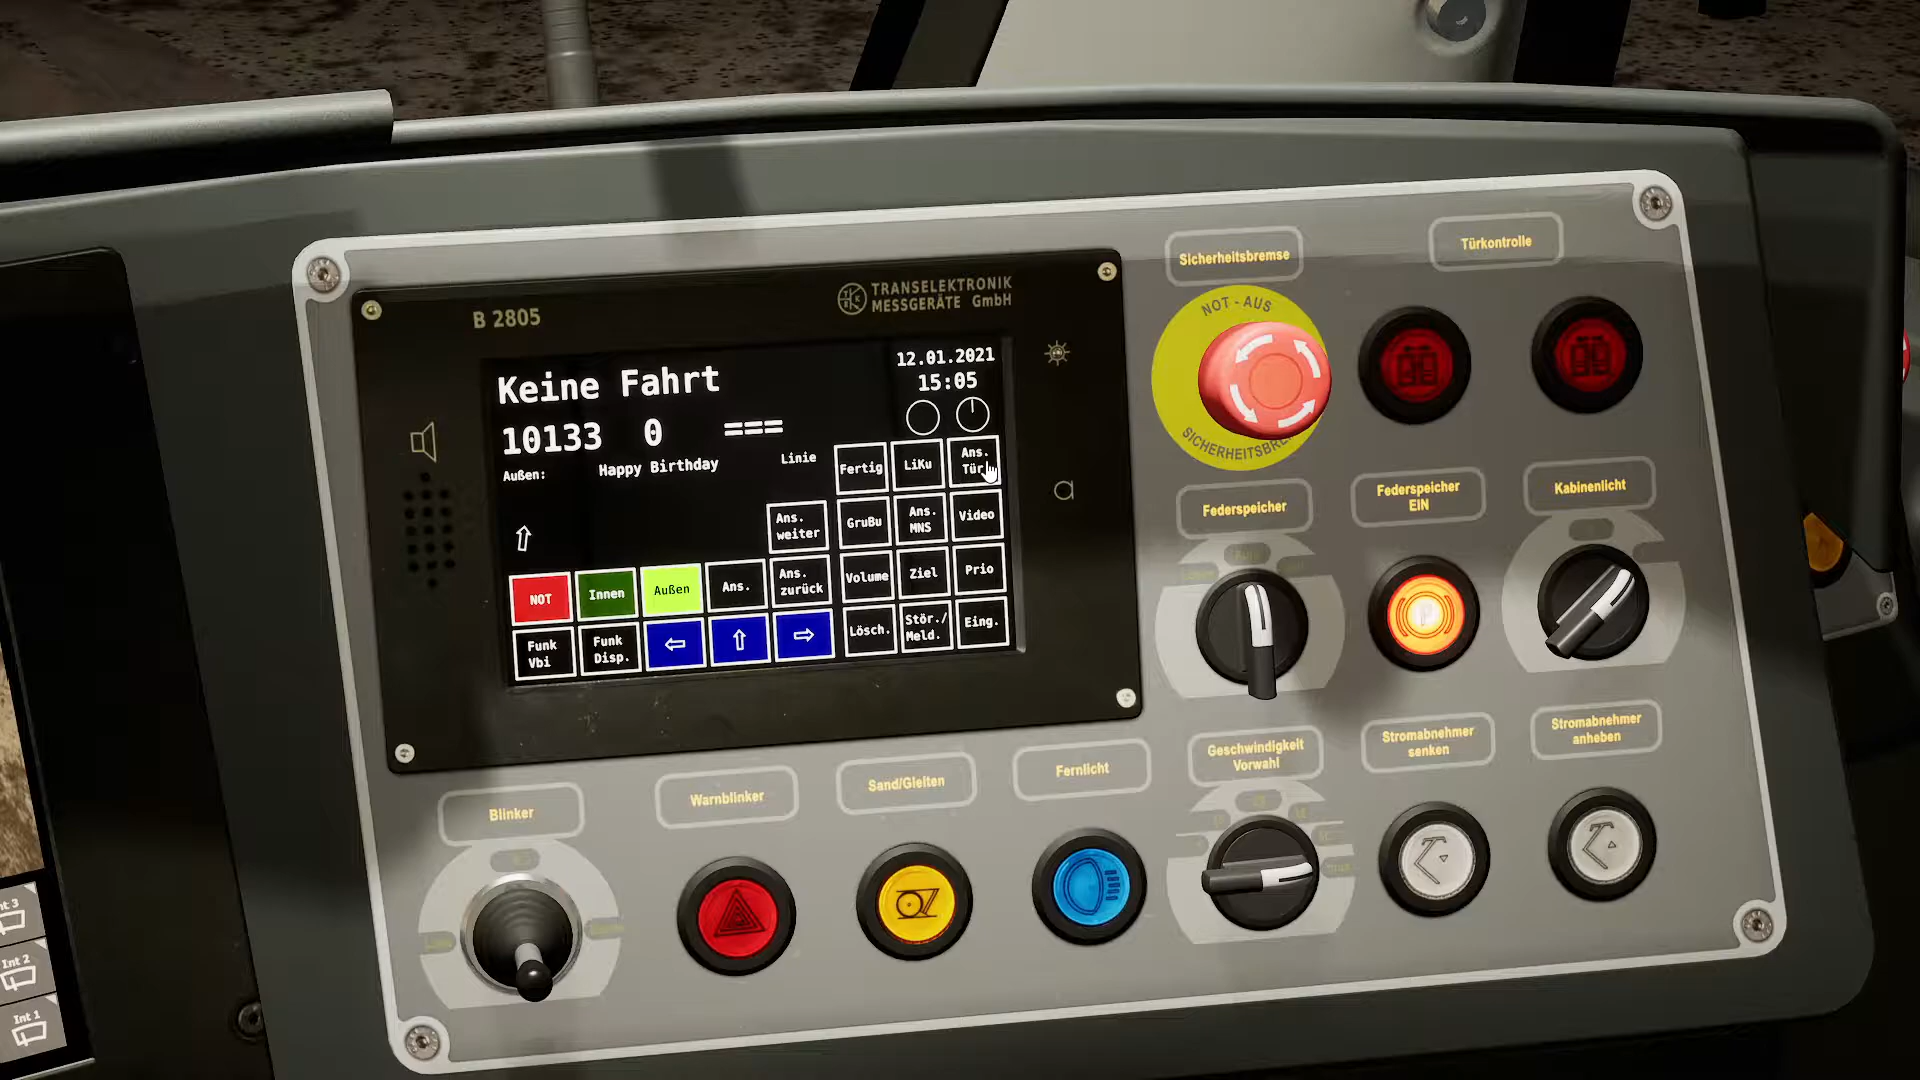 Sicherheitsbremse
Türkontrolle
B 2805
TRANSELEKTRONIK
MESSGERÄTE GmbH
NOT - AUS
Keine Fahrt
12.01.2021
15:05
10133 0 ===
Außen: Happy Birthday
Linie
Fertig
LiKu
Ans.
Tür
Ans.
weiter
GruBu
Ans.
MNS
Video
NOT
Innen
Außen
Ans.
Ans.
zurück
Volume
Ziel
Prio
Funk
Vbi
Funk
Disp.
Lösch.
Stör./
Meld.
Eing.
Federspeicher
Federspeicher
EIN
Kabinenlicht
P
Blinker
Warnblinker
Sand/Gleiten
Fernlicht
Geschwindigkeit
Vorwahl
Stromabnehmer
senken
Stromabnehmer
anheben
Int 2
Int 1